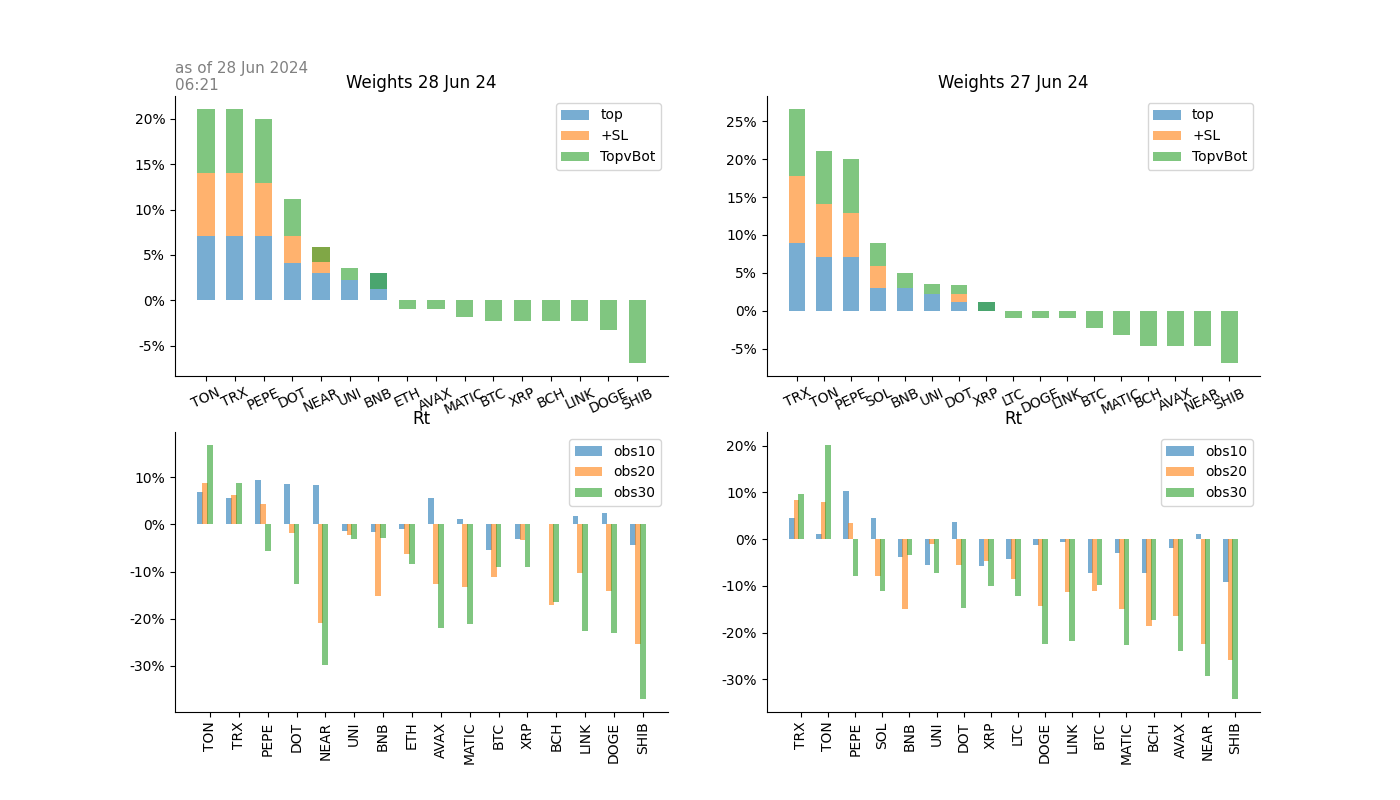 as of 28 Jun 2024
06:21
Weights 28 Jun 24
20%
15%
10%
5%
0%
-5%
top
+SL
TopvBot
TON TRX PEPE DOT NEAR UNI BNB ETH AVAX MATIC BTC XRP BCH LINK DOGE SHIB
Weights 27 Jun 24
25%
20%
15%
10%
5%
0%
-5%
top
+SL
TopvBot
TRX TON PEPE SOL BNB UNI DOT XRP LTC DOGE LINK BTC MATIC BCH AVAX NEAR SHIB
Rt
10%
0%
-10%
-20%
-30%
obs10
obs20
obs30
TON TRX PEPE DOT NEAR UNI BNB ETH AVAX MATIC BTC XRP BCH LINK DOGE SHIB
Rt
20%
10%
0%
-10%
-20%
-30%
obs10
obs20
obs30
TRX TON PEPE SOL BNB UNI DOT XRP LTC DOGE LINK BTC MATIC BCH AVAX NEAR SHIB